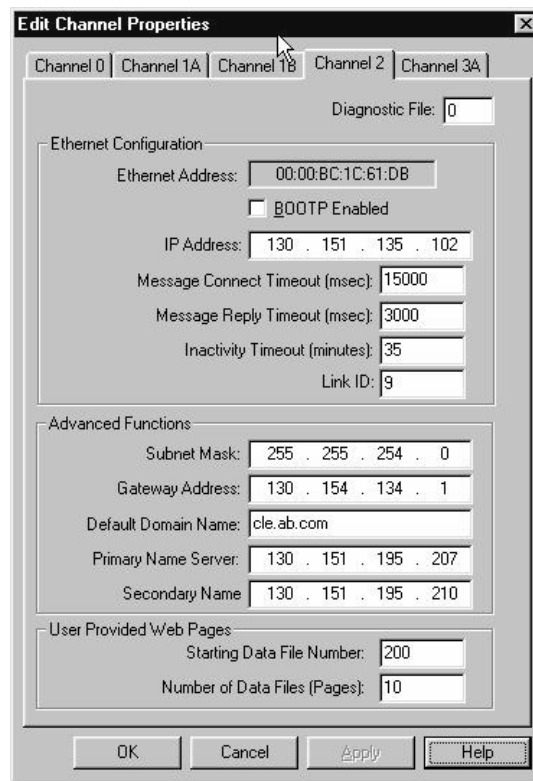 Edit Channel Properties
Channel 0 Channel 1A Channel 1B Channel 2 Channel 3A
Diagnostic File: 0
Ethernet Configuration
Ethernet Address: 00:00:BC:1C:61:DB
BOOTP Enabled
IP Address: 130 . 151 . 135 . 102
Message Connect Timeout (msec): 15000
Message Reply Timeout (msec): 3000
Inactivity Timeout (minutes): 35
Link ID: 9
Advanced Functions
Subnet Mask: 255 . 255 . 254 . 0
Gateway Address: 130 . 154 . 134 . 1
Default Domain Name: cle.ab.com
Primary Name Server: 130 . 151 . 195 . 207
Secondary Name 130 . 151 . 195 . 210
User Provided Web Pages
Starting Data File Number: 200
Number of Data Files (Pages): 10
OK Cancel Apply Help